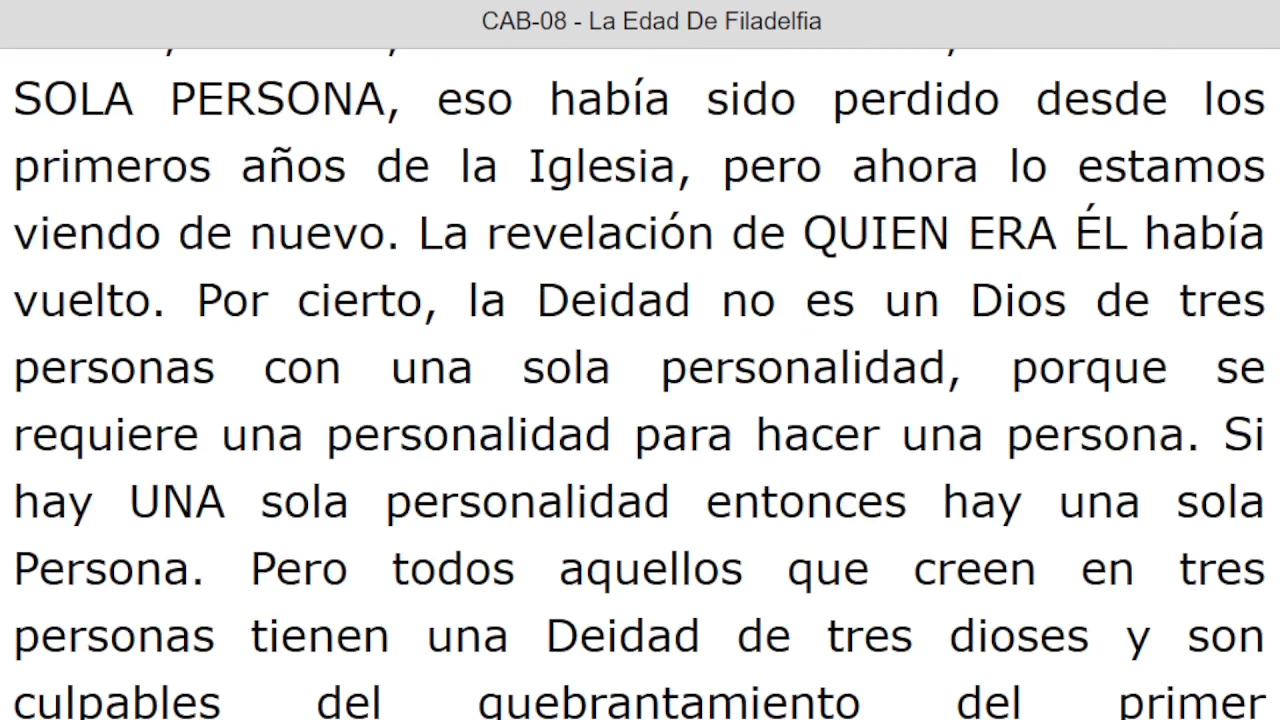 CAB-08 - La Edad De Filadelfia
SOLA PERSONA, eso había sido perdido desde los
primeros años de la Iglesia, pero ahora lo estamos
viendo de nuevo. La revelación de QUIEN ERA ÉL había
vuelto. Por cierto, la Deidad no es un Dios de tres
personas con una sola personalidad, porque se
requiere una personalidad para hacer una persona. Si
hay UNA sola personalidad entonces hay una sola
Persona. Pero todos aquellos que creen en tres
personas tienen una Deidad de tres dioses y son
culpables del quebrantamiento del primer